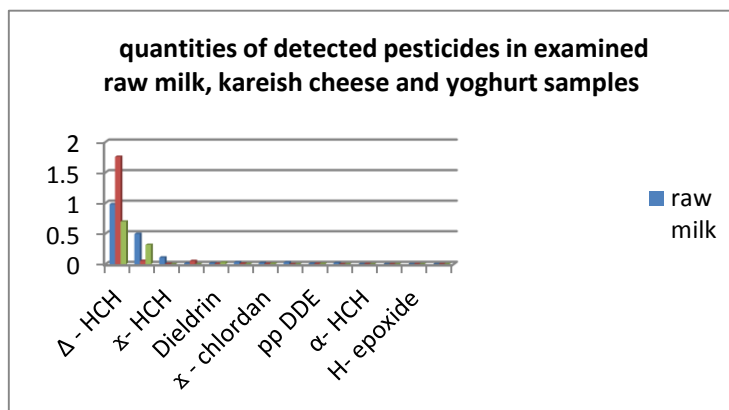 quantities of detected pesticides in examined
raw milk, kareish cheese and yoghurt samples
2
1.5
1
0.5
0
Δ - HCH
ɤ- HCH
Dieldrin
ɤ - chlordan
pp DDE
α- HCH
H- epoxide
raw
milk